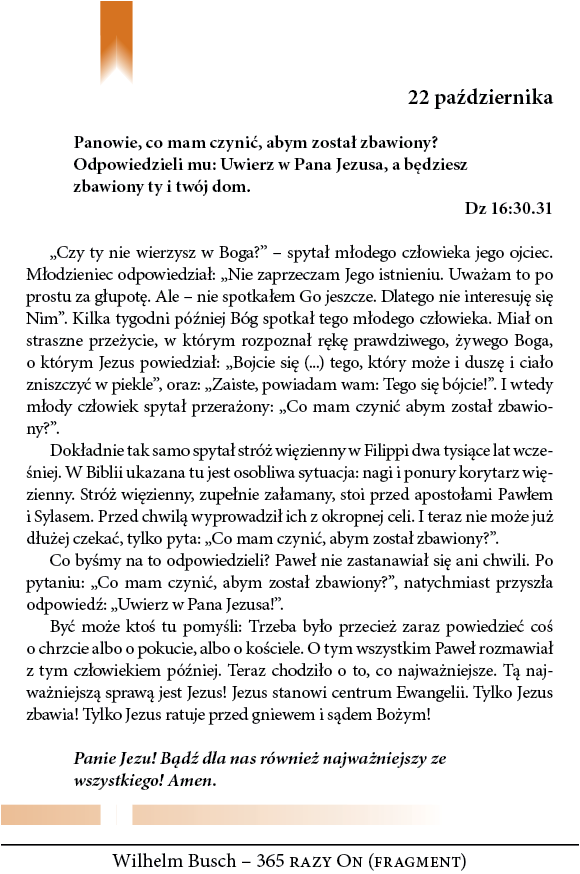 22 października
Panowie, co mam czynić, abym został zbawiony?
Odpowiedzieli mu: Uwierz w Pana Jezusa, a będziesz
zbawiony ty i twój dom.
Dz 16:30.31
„Czy ty nie wierzysz w Boga?” – spytał młodego człowieka jego ojciec.
Młodzieniec odpowiedział: „Nie zaprzeczam Jego istnieniu. Uważam to po
prostu za głupotę. Ale – nie spotkałem Go jeszcze. Dlatego nie interesuję się
Nim”. Kilka tygodni później Bóg spotkał tego młodego człowieka. Miał on
straszne przeżycie, w którym rozpoznał rękę prawdziwego, żywego Boga,
o którym Jezus powiedział: „Bojcie się (...) tego, który może i duszę i ciało
zniszczyć w piekle”, oraz: „Zaiste, powiadam wam: Tego się bójcie!”. I wtedy
młody człowiek spytał przerażony: „Co mam czynić abym został zbawio-
ny?”.
Dokładnie tak samo spytał stróż więzienny w Filippi dwa tysiące lat wcze-
śniej. W Biblii ukazana tu jest osobliwa sytuacja: nagi i ponury korytarz wię-
zienny. Stróż więzienny, zupełnie załamany, stoi przed apostołami Pawłem
i Sylasem. Przed chwilą wyprowadził ich z okropnej celi. I teraz nie może już
dłużej czekać, tylko pyta: „Co mam czynić, abym został zbawiony?”.
Co byśmy na to odpowiedzieli? Paweł nie zastanawiał się ani chwili. Po
pytaniu: „Co mam czynić, abym został zbawiony?”, natychmiast przyszła
odpowiedź: „Uwierz w Pana Jezusa!”.
Być może ktoś tu pomyśli: Trzeba było przecież zaraz powiedzieć coś
o chrzcie albo o pokucie, albo o kościele. O tym wszystkim Paweł rozmawiał
z tym człowiekiem później. Teraz chodziło o to, co najważniejsze. Tą naj-
ważniejszą sprawą jest Jezus! Jezus stanowi centrum Ewangelii. Tylko Jezus
zbawia! Tylko Jezus ratuje przed gniewem i sądem Bożym!
Panie Jezu! Bądź dla nas również najważniejszy ze
wszystkiego! Amen.
Wilhelm Busch – 365 RAZY ON (FRAGMENT)